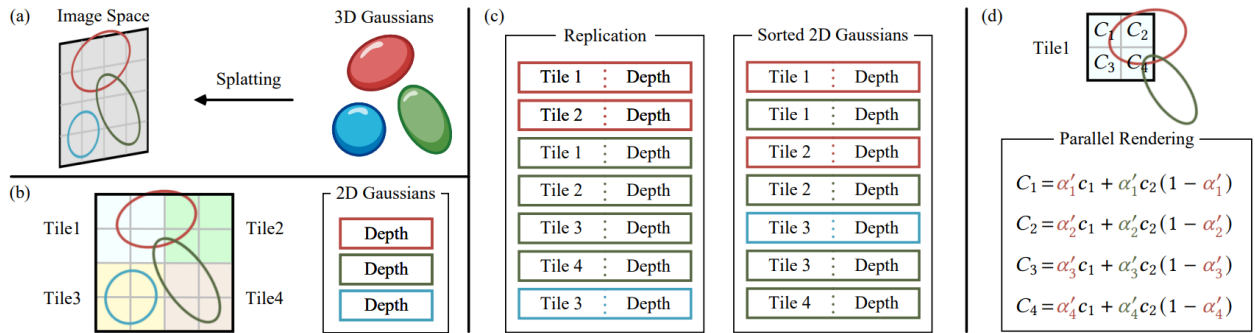 (a)
Image Space
3D Gaussians
Splatting
(b)
2D Gaussians
Tile1
Tile2
Tile3
Tile4
Depth
Depth
Depth
(c)
Replication
Tile 1 ⋮ Depth
Tile 2 ⋮ Depth
Tile 1 ⋮ Depth
Tile 2 ⋮ Depth
Tile 3 ⋮ Depth
Tile 4 ⋮ Depth
Tile 3 ⋮ Depth
Sorted 2D Gaussians
Tile 1 ⋮ Depth
Tile 1 ⋮ Depth
Tile 2 ⋮ Depth
Tile 2 ⋮ Depth
Tile 3 ⋮ Depth
Tile 3 ⋮ Depth
Tile 4 ⋮ Depth
(d)
Tile1
C₁ C₂
C₃ C₄
Parallel Rendering
C₁=α′₁c₁ + α′₁c₂(1 - α′₁)
C₂=α′₂c₁ + α′₂c₂(1 - α′₂)
C₃=α′₃c₁ + α′₃c₂(1 - α′₃)
C₄=α′₄c₁ + α′₄c₂(1 - α′₄)